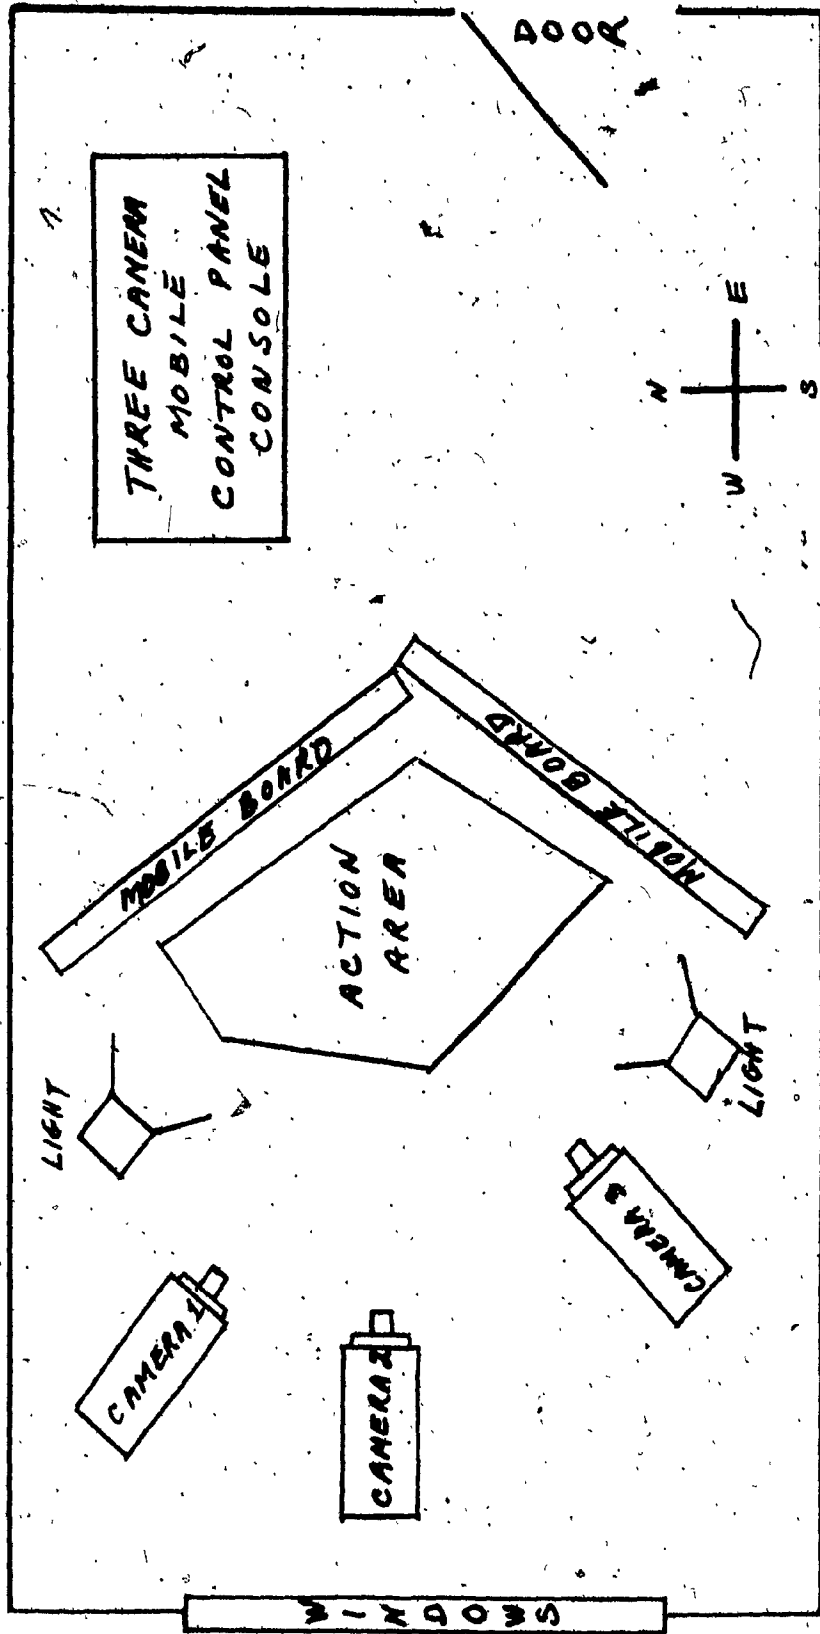 DOOR
THREE CAMERA
MOBILE
CONTROL PANEL
CONSOLE
N
E
W
S
MOBILE BOARD
MOBILE BOARD
ACTION
AREA
LIGHT
LIGHT
CAMERA 1
CAMERA 2
CAMERA 3
WINDOWS